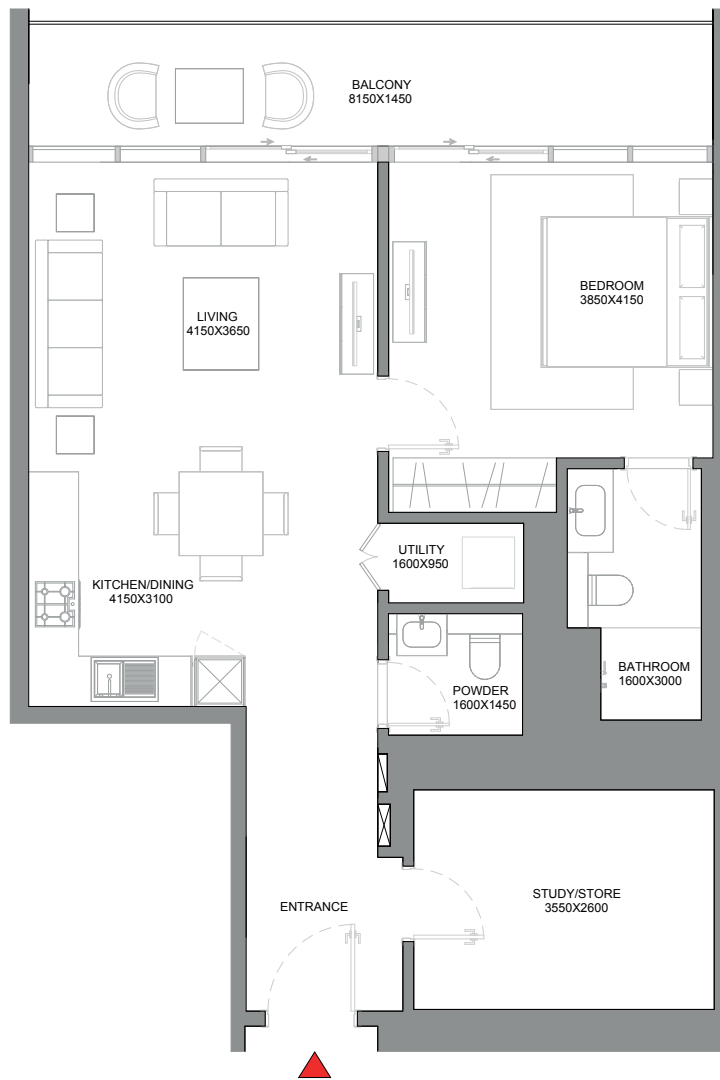 BALCONY
8150X1450
BEDROOM
3850X4150
LIVING
4150X3650
UTILITY
1600X950
KITCHEN/DINING
4150X3100
BATHROOM
1600X3000
POWDER
1600X1450
STUDY/STORE
3550X2600
ENTRANCE